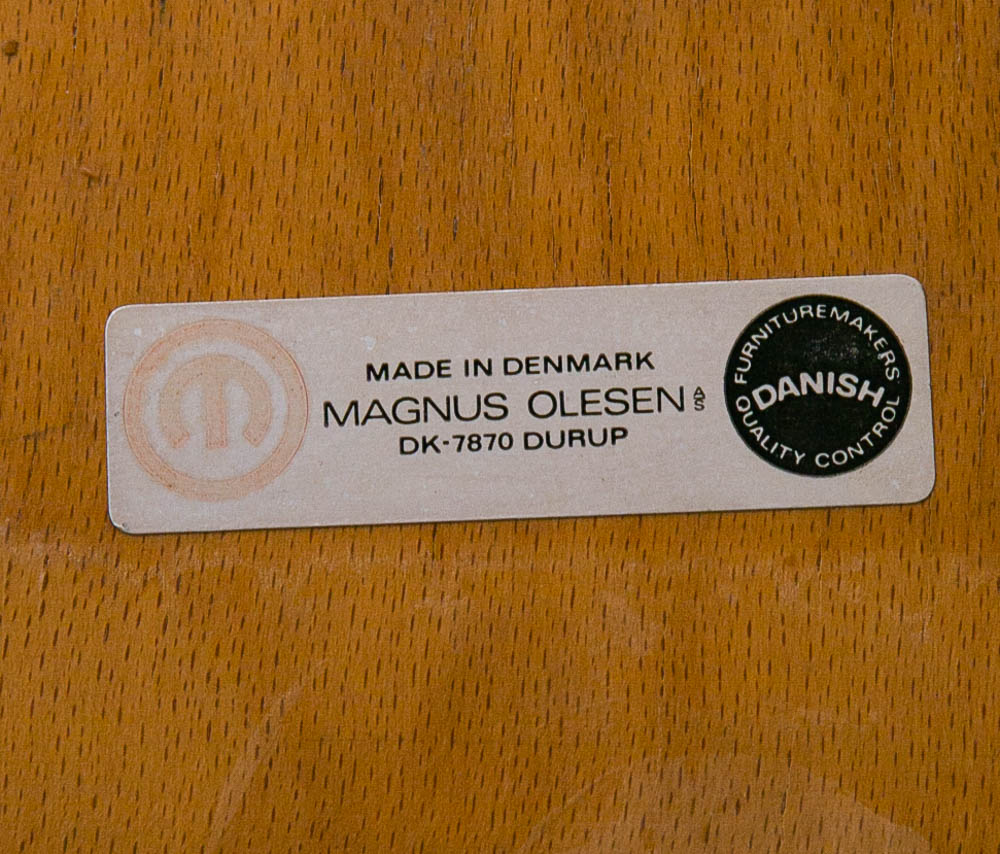 MADE IN DENMARK
MAGNUS OLESEN A/S
DK-7870 DURUP
FURNITUREMAKERS
DANISH
QUALITY CONTROL